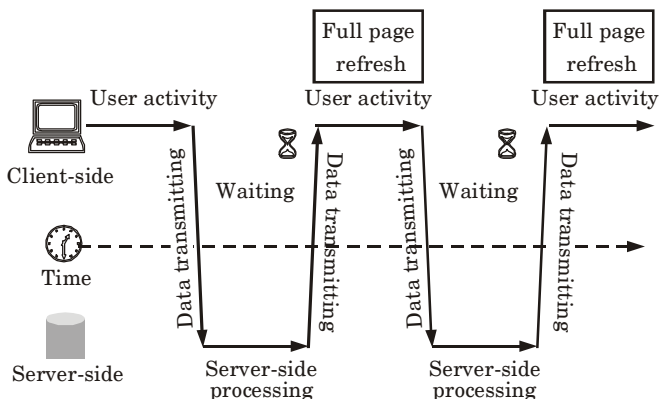 Full page
refresh
Full page
refresh
User activity
User activity
User activity
Client-side
Data transmitting
Waiting
Data transmitting
Data transmitting
Waiting
Data transmitting
Time
Server-side
Server-side
processing
Server-side
processing